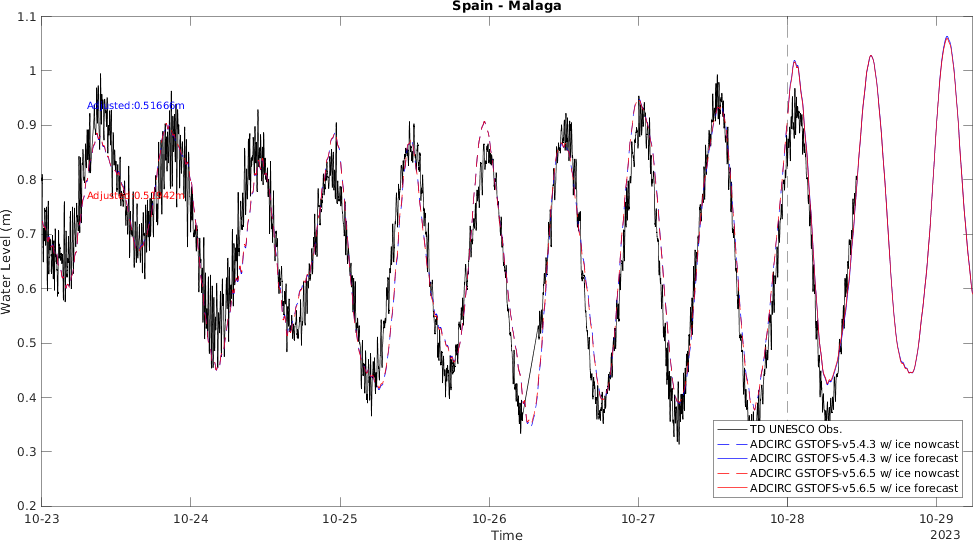 Spain - Malaga
1.1
1
0.9
0.8
0.7
0.6
0.5
0.4
0.3
0.2
Water Level (m)
Adjusted:0.51666m
TD UNESCO Obs.
ADCIRC GSTOFS-v5.4.3 w/ ice nowcast
ADCIRC GSTOFS-v5.4.3 w/ ice forecast
ADCIRC GSTOFS-v5.6.5 w/ ice nowcast
ADCIRC GSTOFS-v5.6.5 w/ ice forecast
10-23 10-24 10-25 10-26 10-27 10-28 10-29
2023
Time